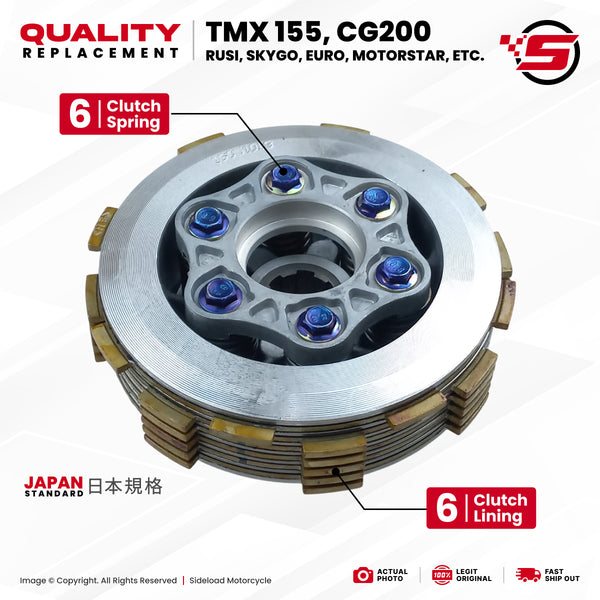 QUALITY
REPLACEMENT
TMX 155, CG200
RUSI, SKYGO, EURO, MOTORSTAR, ETC.
S
6 Clutch
Spring
JAPAN
STANDARD 日本規格
6 Clutch
Lining
Image © Copyright. All Rights Reserved | Sideload Motorcycle
ACTUAL
PHOTO
100%
LEGIT
ORIGINAL
FAST
SHIP OUT